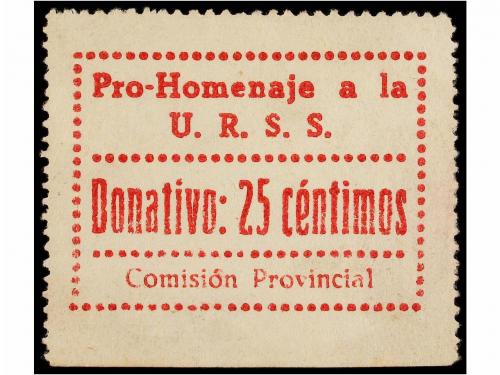 Pro-Homenaje a la
U. R. S. S.
Donativo: 25 céntimos
Comisión Provincial